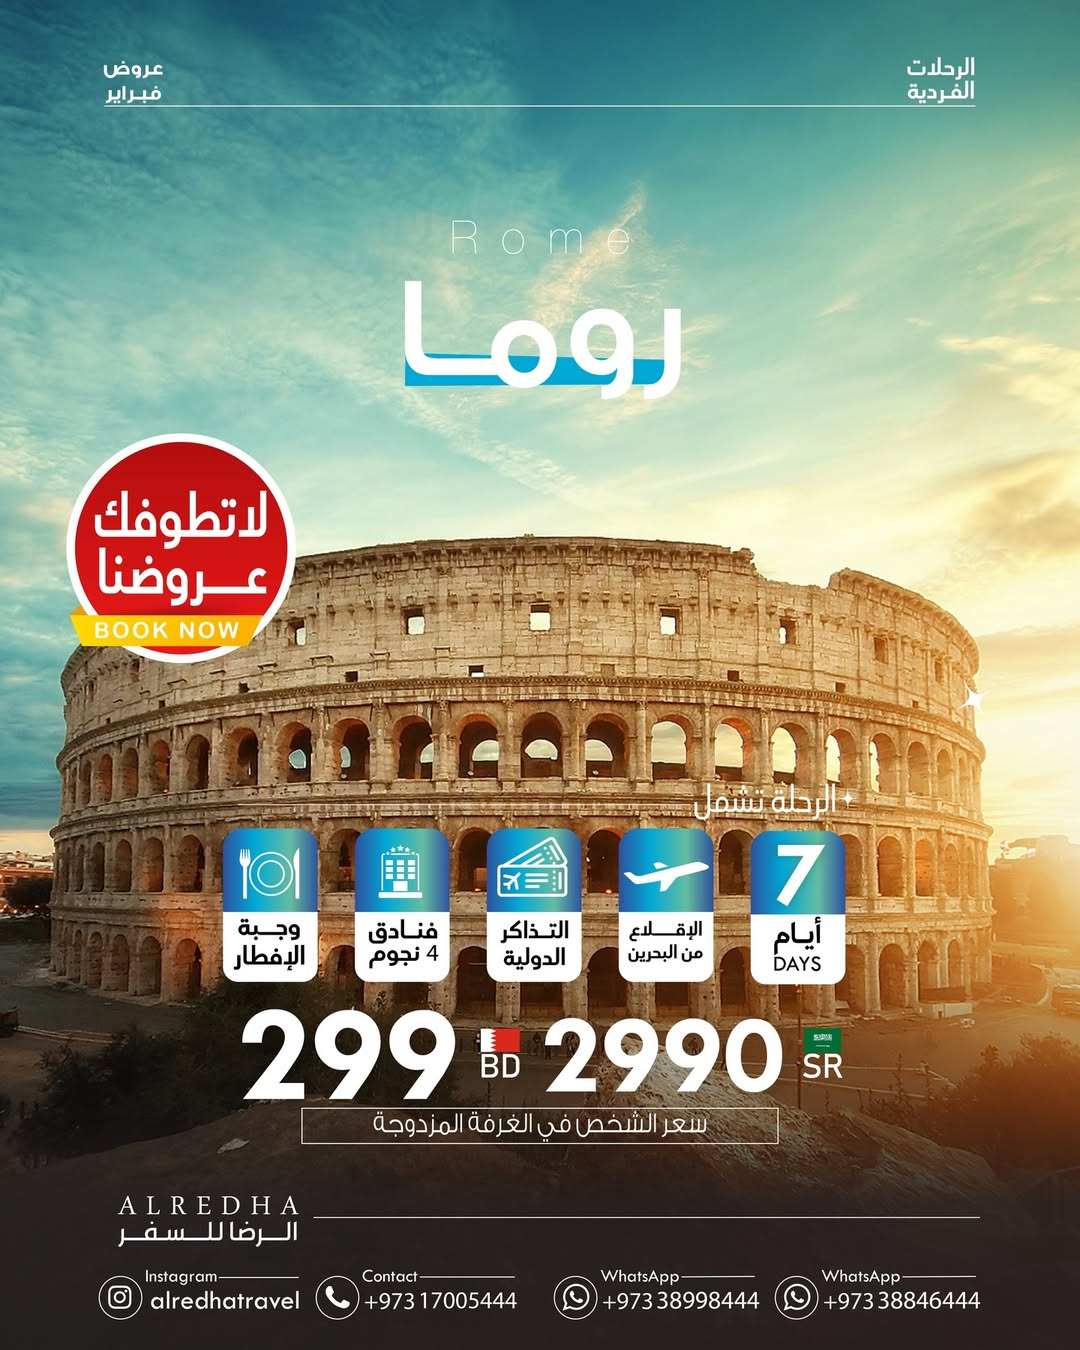 الرحلات
الفردية
عروض
فبراير
Rome
روما
لاتطوفك
عروضنا
BOOK NOW
الرحلة تشمل
7
أيام
DAYS
الإقلاع
من البحرين
التذاكر
الدولية
فنادق
4 نجوم
وجبة
الإفطار
299 BD 2990 SR
سعر الشخص في الغرفة المزدوجة
ALREDHA
الرضا للسفر
Instagram
alredhatravel
Contact
+973 17005444
WhatsApp
+973 38998444
WhatsApp
+973 38846444